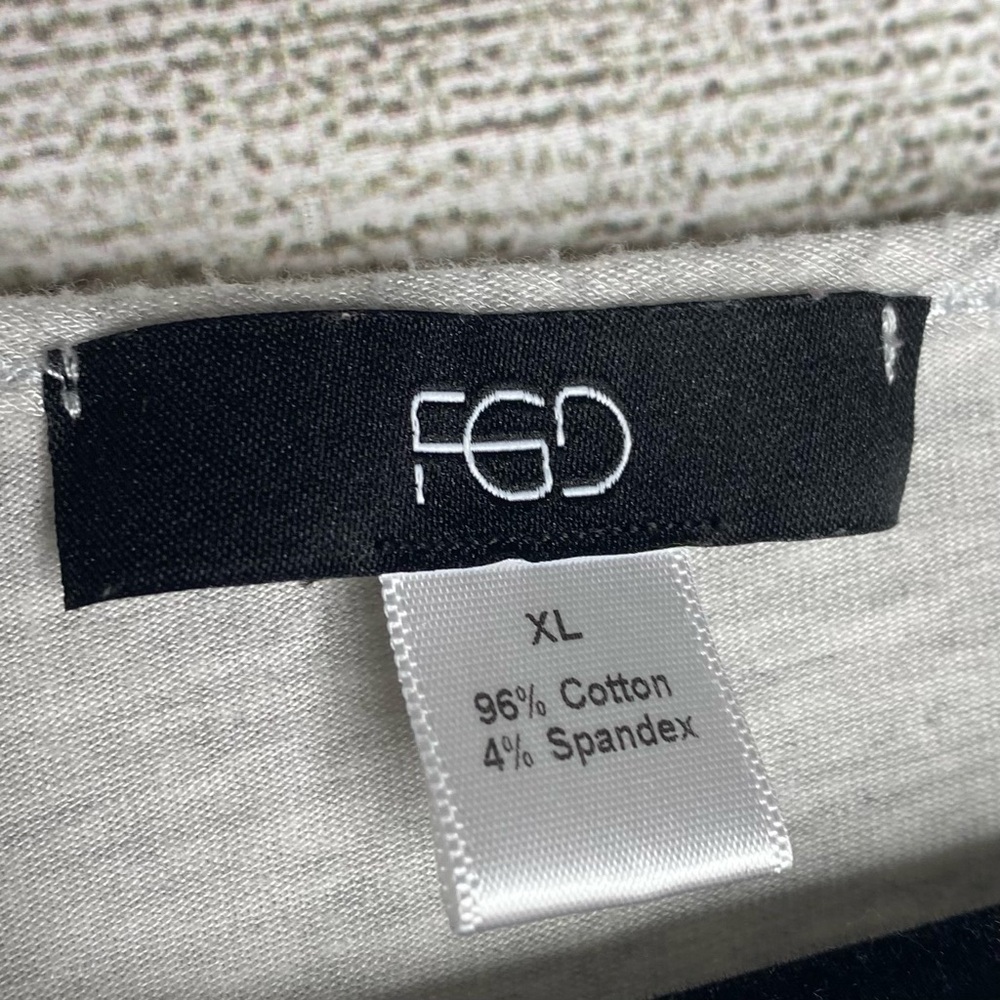 FGD
XL
96% Cotton
4% Spandex